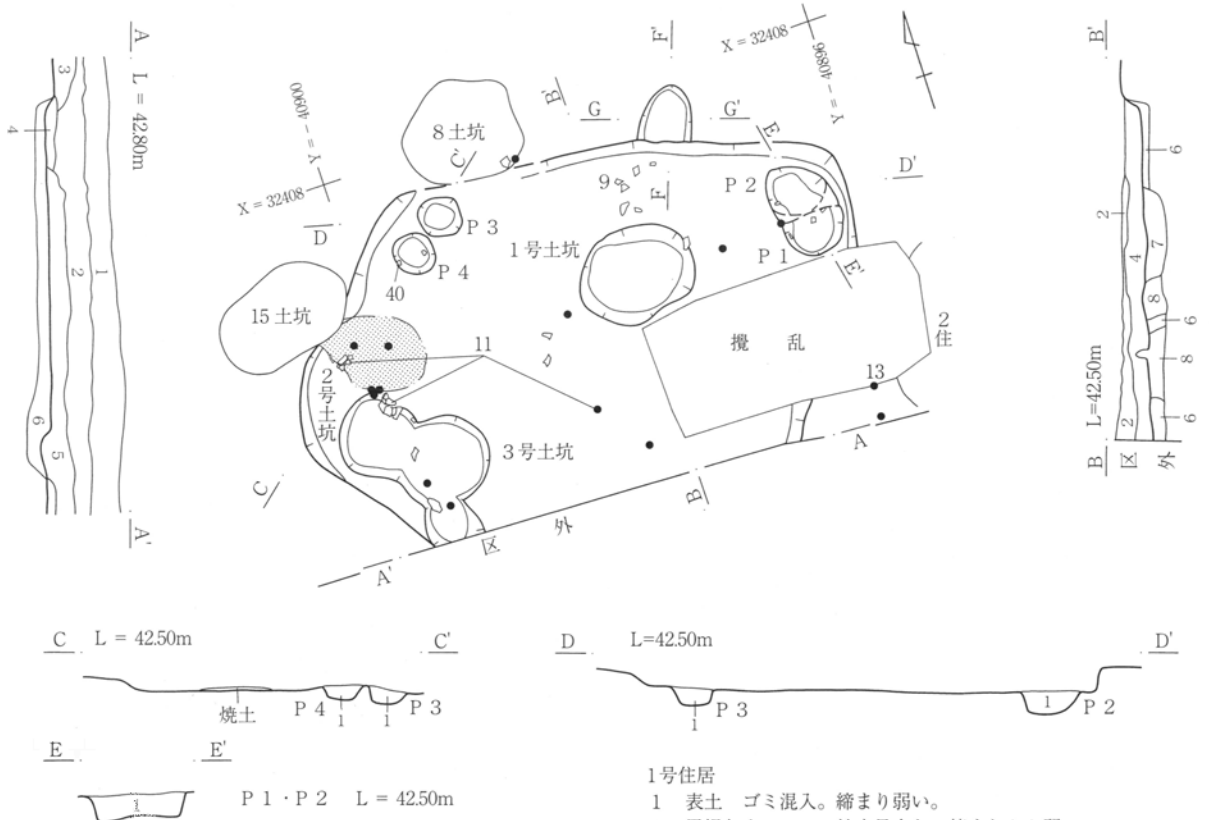 A
L = 42.80m
3
4
2
1
6
5
A'
X = 32408
Y = - 40900
D
8 土坑
C'
B'
G
G'
F'
X = 32408
Y = - 40896
E
D'
P 2
9
F
P 3
P 4
40
1号土坑
P 1
E'
15 土坑
11
攪 乱
2住
2号土坑
13
3号土坑
A
C
B
区 外
A'
B'
6
2
4
7
8
6
8
L=42.50m
2
6
B
区 外
C L = 42.50m C'
焼土
P 4
1
1
P 3
D L=42.50m D'
1
P 3
1
P 2
E E'
1
P 1・P 2 L = 42.50m
1号住居
1 表土 ゴミ混入。締まり弱い。